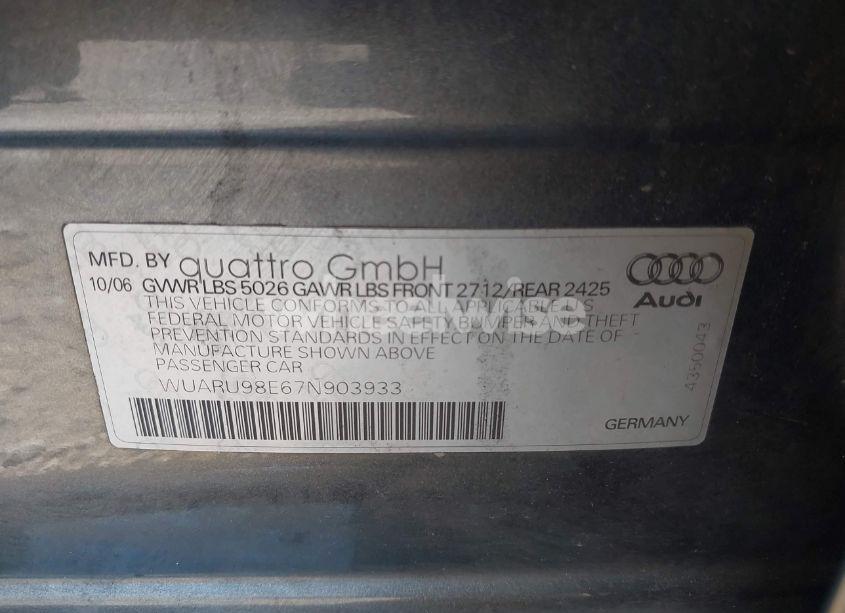 MFD. BY quattro GmbH
10/06 GVWR LBS 5026 GAWR LBS FRONT 2712/REAR 2425
THIS VEHICLE CONFORMS TO ALL APPLICABLE US
FEDERAL MOTOR VEHICLE SAFETY BUMPER AND THEFT
PREVENTION STANDARDS IN EFFECT ON THE DATE OF
MANUFACTURE SHOWN ABOVE
PASSENGER CAR
WUARU98E67N903933
Audi
4350043
GERMANY